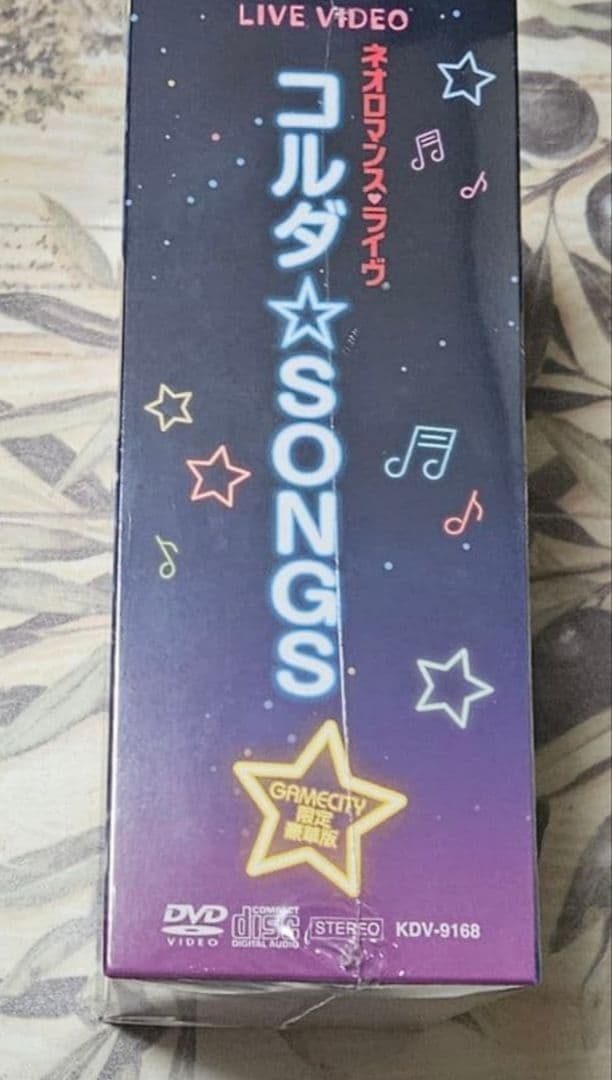 LIVE VIDEO
ネオロマンス♥ライヴ
コルダ☆SONGS
GAMECITY
限定
豪華版
DVD
VIDEO
COMPACT
disc
DIGITAL AUDIO
STEREO
KDV-9168